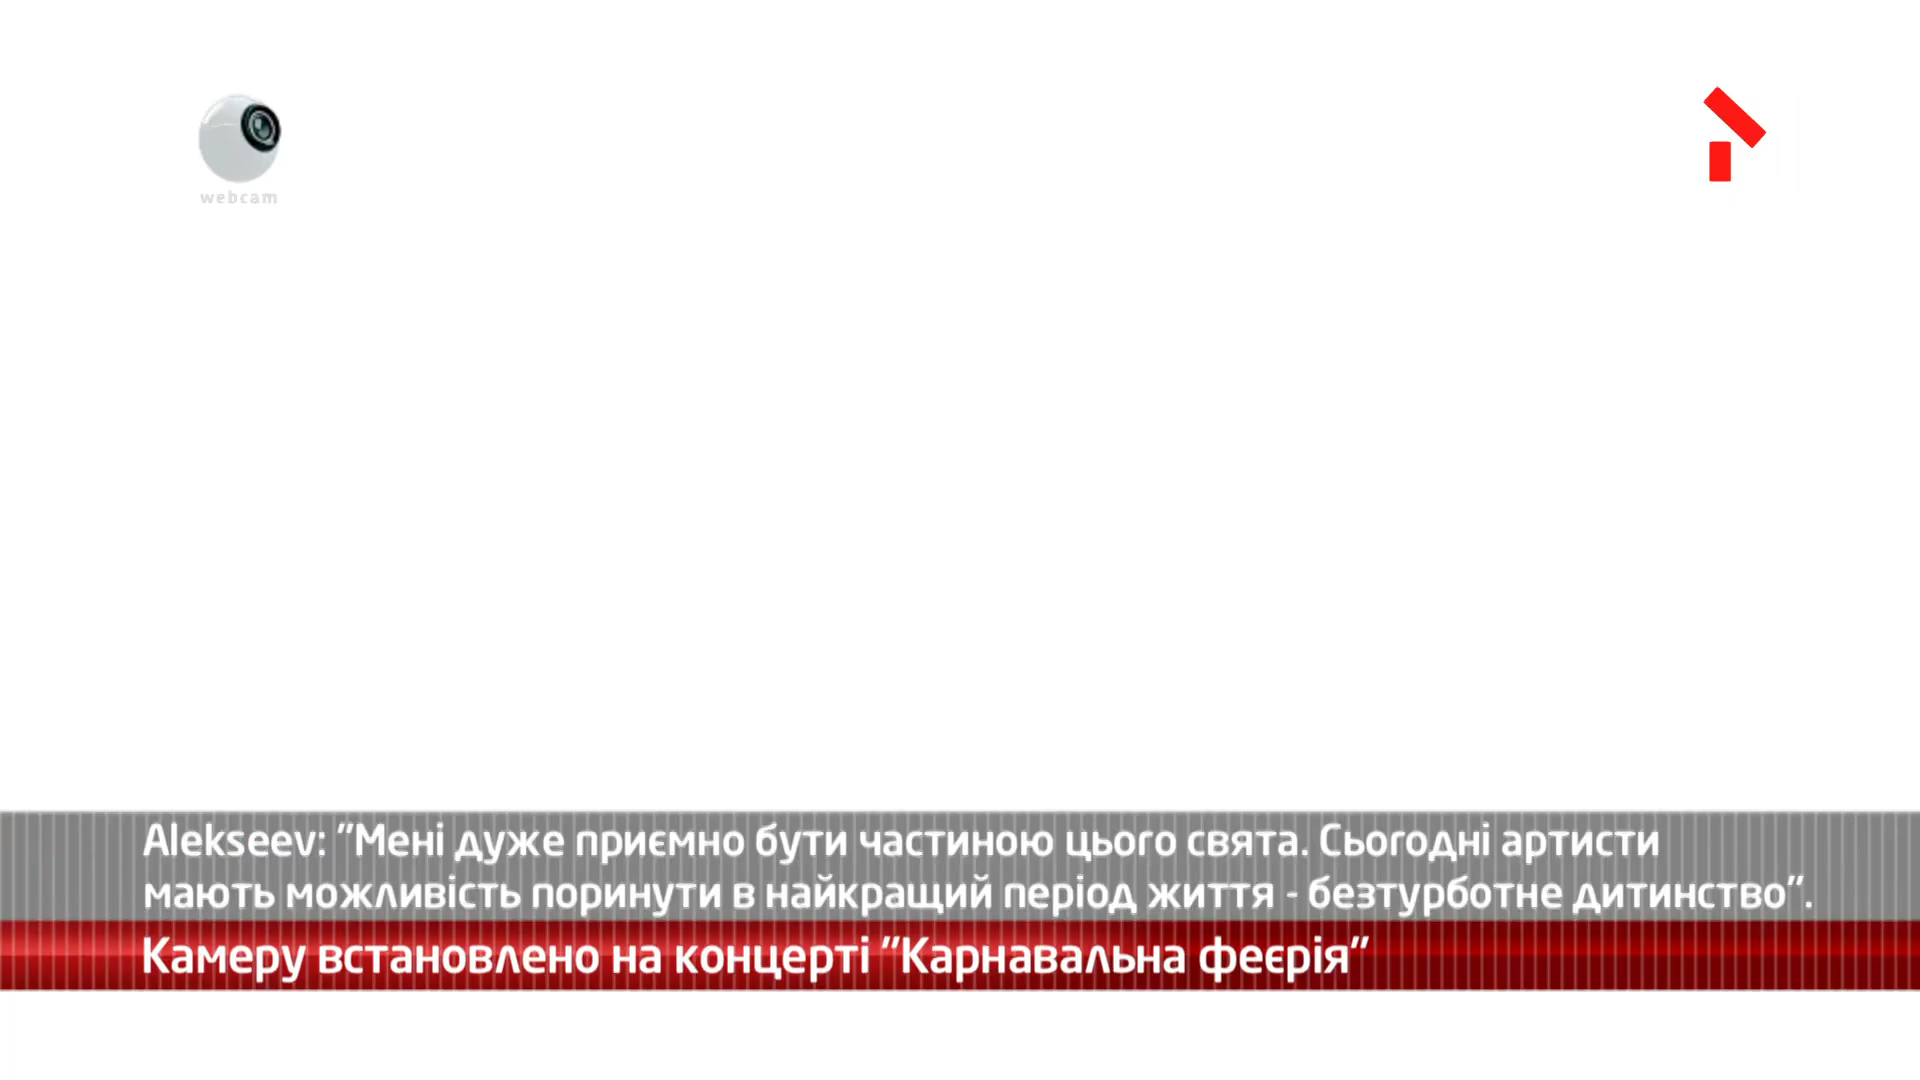 webcam
Alekseev: "Мені дуже приємно бути частиною цього свята. Сьогодні артисти
мають можливість поринути в найкращий період життя - безтурботне дитинство".
Камеру встановлено на концерті "Карнавальна феєрія"